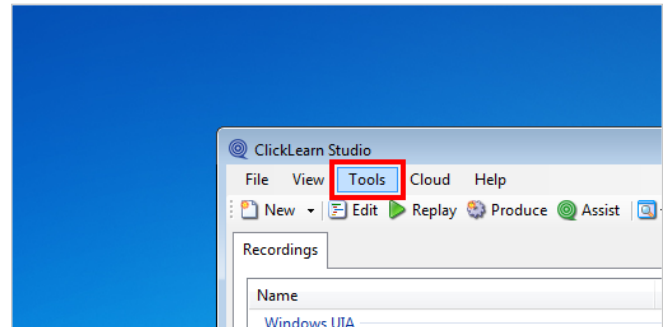 ClickLearn Studio
File View Tools Cloud Help
New Edit Replay Produce Assist
Recordings
Name
Windows UIA